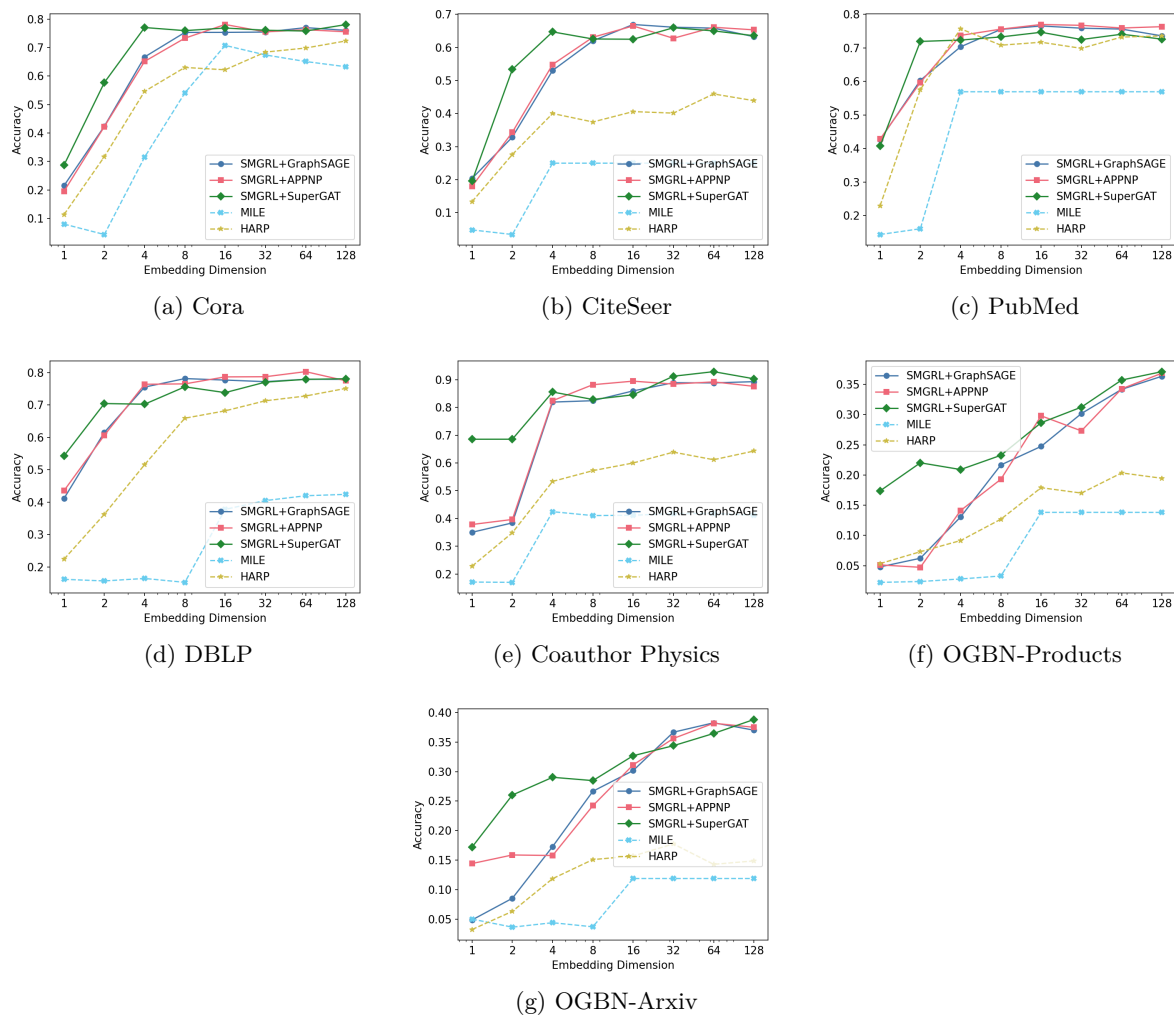 0.8
0.7
0.6
0.5
0.4
0.3
0.2
0.1
Accuracy
SMGRL+GraphSAGE
SMGRL+APPNP
SMGRL+SuperGAT
MILE
HARP
1 2 4 8 16 32 64 128
Embedding Dimension
(a) Cora
0.7
0.6
0.5
0.4
0.3
0.2
0.1
Accuracy
SMGRL+GraphSAGE
SMGRL+APPNP
SMGRL+SuperGAT
MILE
HARP
1 2 4 8 16 32 64 128
Embedding Dimension
(b) CiteSeer
0.8
0.7
0.6
0.5
0.4
0.3
0.2
Accuracy
SMGRL+GraphSAGE
SMGRL+APPNP
SMGRL+SuperGAT
MILE
HARP
1 2 4 8 16 32 64 128
Embedding Dimension
(c) PubMed
0.8
0.7
0.6
0.5
0.4
0.3
0.2
Accuracy
SMGRL+GraphSAGE
SMGRL+APPNP
SMGRL+SuperGAT
MILE
HARP
1 2 4 8 16 32 64 128
Embedding Dimension
(d) DBLP
0.9
0.8
0.7
0.6
0.5
0.4
0.3
0.2
Accuracy
SMGRL+GraphSAGE
SMGRL+APPNP
SMGRL+SuperGAT
MILE
HARP
1 2 4 8 16 32 64 128
Embedding Dimension
(e) Coauthor Physics
0.35
0.30
0.25
0.20
0.15
0.10
0.05
Accuracy
SMGRL+GraphSAGE
SMGRL+APPNP
SMGRL+SuperGAT
MILE
HARP
1 2 4 8 16 32 64 128
Embedding Dimension
(f) OGBN-Products
0.40
0.35
0.30
0.25
0.20
0.15
0.10
0.05
Accuracy
SMGRL+GraphSAGE
SMGRL+APPNP
SMGRL+SuperGAT
MILE
HARP
1 2 4 8 16 32 64 128
Embedding Dimension
(g) OGBN-Arxiv